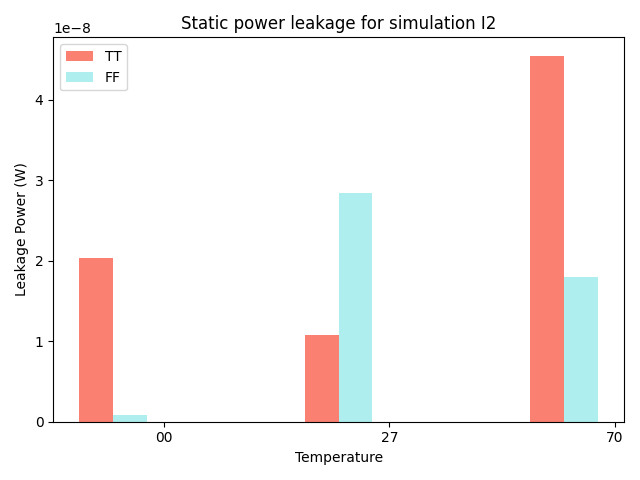 Static power leakage for simulation I2
1e−8
TT
FF
4
3
2
1
0
Leakage Power (W)
00
27
70
Temperature